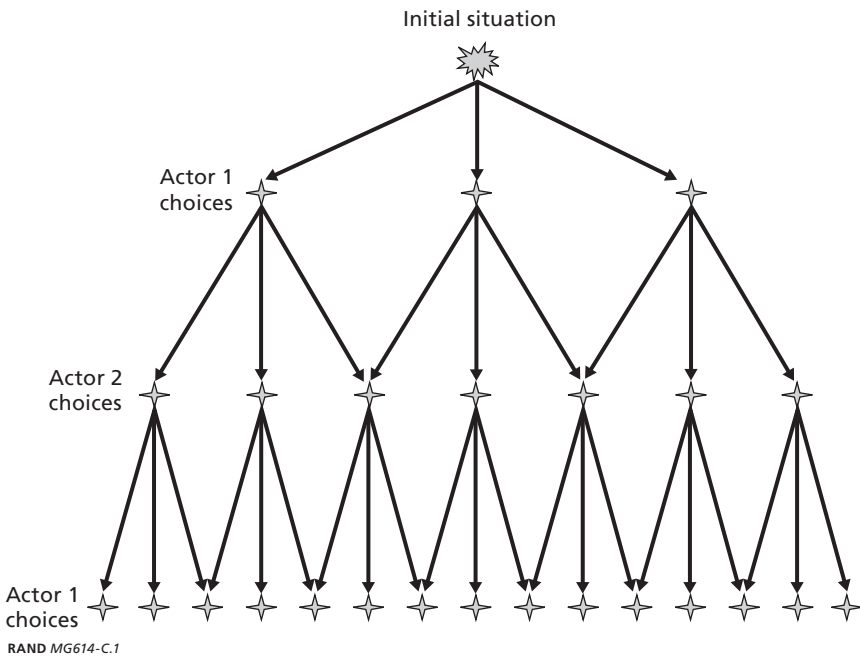 Initial situation
Actor 1
choices
Actor 2
choices
Actor 1
choices
RAND MG614-C.1